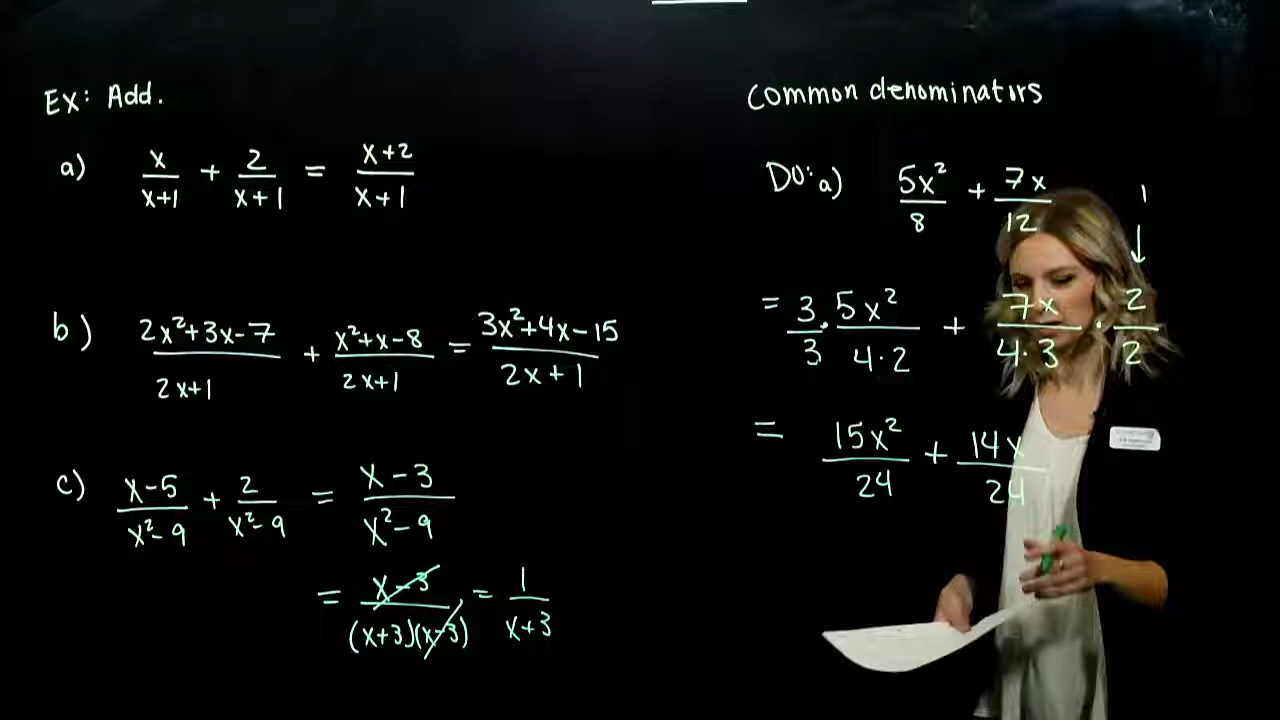 Ex: Add.
a) x/(x+1) + 2/(x+1) = (x+2)/(x+1)
b) (2x²+3x-7)/(2x+1) + (x²+x-8)/(2x+1) = (3x²+4x-15)/(2x+1)
c) (x-5)/(x²-9) + 2/(x²-9) = (x-3)/(x²-9)
= (x-3)/((x+3)(x-3)) = 1/(x+3)
Common denominators
DO: a) 5x²/8 + 7x/12
1
↓
= 3/3 · 5x²/(4·2) + 7x/(4·3) · 2/2
= 15x²/24 + 14x/24